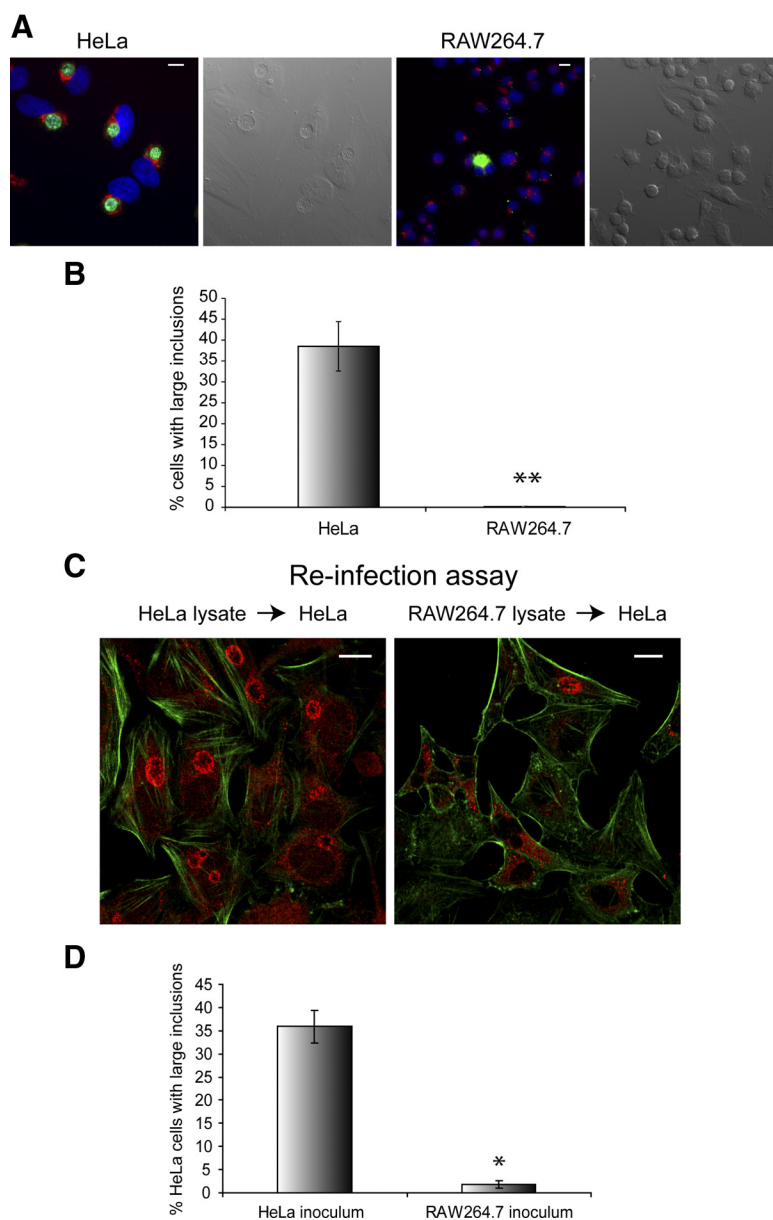 A
HeLa
RAW264.7
B
% cells with large inclusions
50
45
40
35
30
25
20
15
10
5
0
**
HeLa
RAW264.7
C
Re-infection assay
HeLa lysate → HeLa
RAW264.7 lysate → HeLa
D
% HeLa cells with large inclusions
45
40
35
30
25
20
15
10
5
0
*
HeLa inoculum
RAW264.7 inoculum